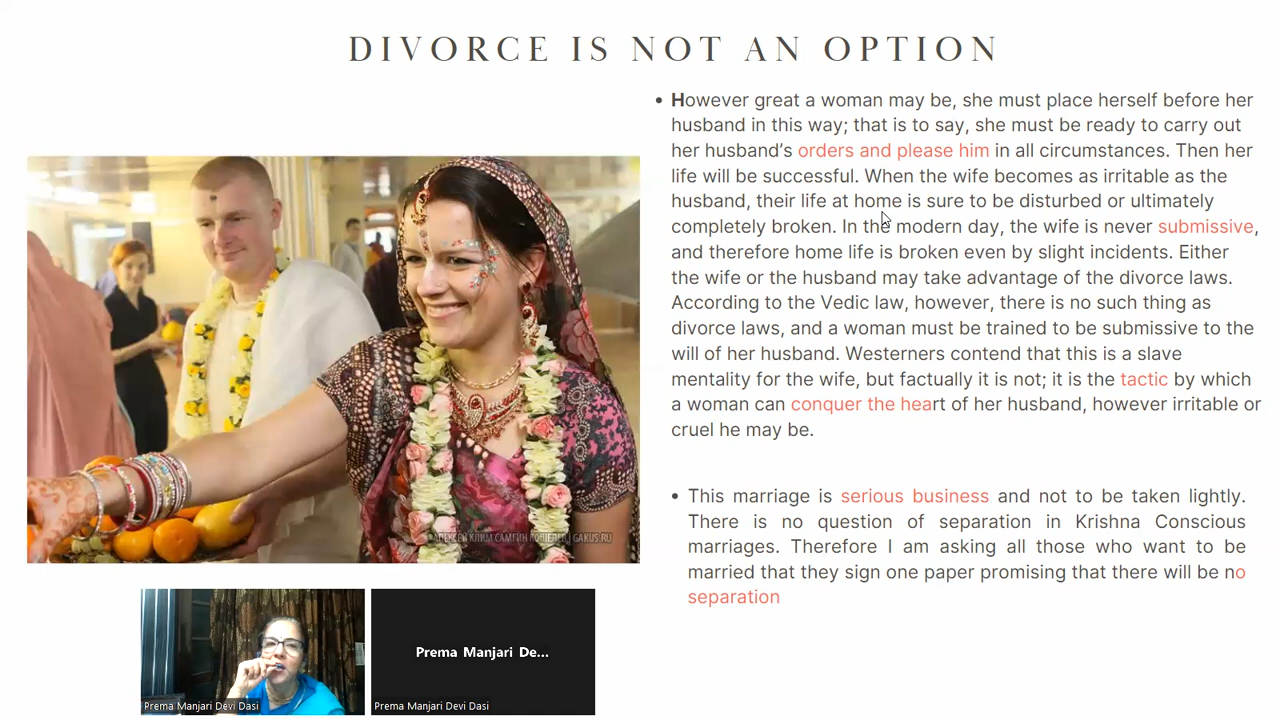 DIVORCE IS NOT AN OPTION
• However great a woman may be, she must place herself before her
husband in this way; that is to say, she must be ready to carry out
her husband’s orders and please him in all circumstances. Then her
life will be successful. When the wife becomes as irritable as the
husband, their life at home is sure to be disturbed or ultimately
completely broken. In the modern day, the wife is never submissive,
and therefore home life is broken even by slight incidents. Either
the wife or the husband may take advantage of the divorce laws.
According to the Vedic law, however, there is no such thing as
divorce laws, and a woman must be trained to be submissive to the
will of her husband. Westerners contend that this is a slave
mentality for the wife, but factually it is not; it is the tactic by which
a woman can conquer the heart of her husband, however irritable or
cruel he may be.
• This marriage is serious business and not to be taken lightly.
There is no question of separation in Krishna Conscious
marriages. Therefore I am asking all those who want to be
married that they sign one paper promising that there will be no
separation
АЛЕКСЕЙ КЛИМ САМГИН КОШЕЛЕВ | GAKUS.RU
Prema Manjari De...
Prema Manjari Devi Dasi
Prema Manjari Devi Dasi